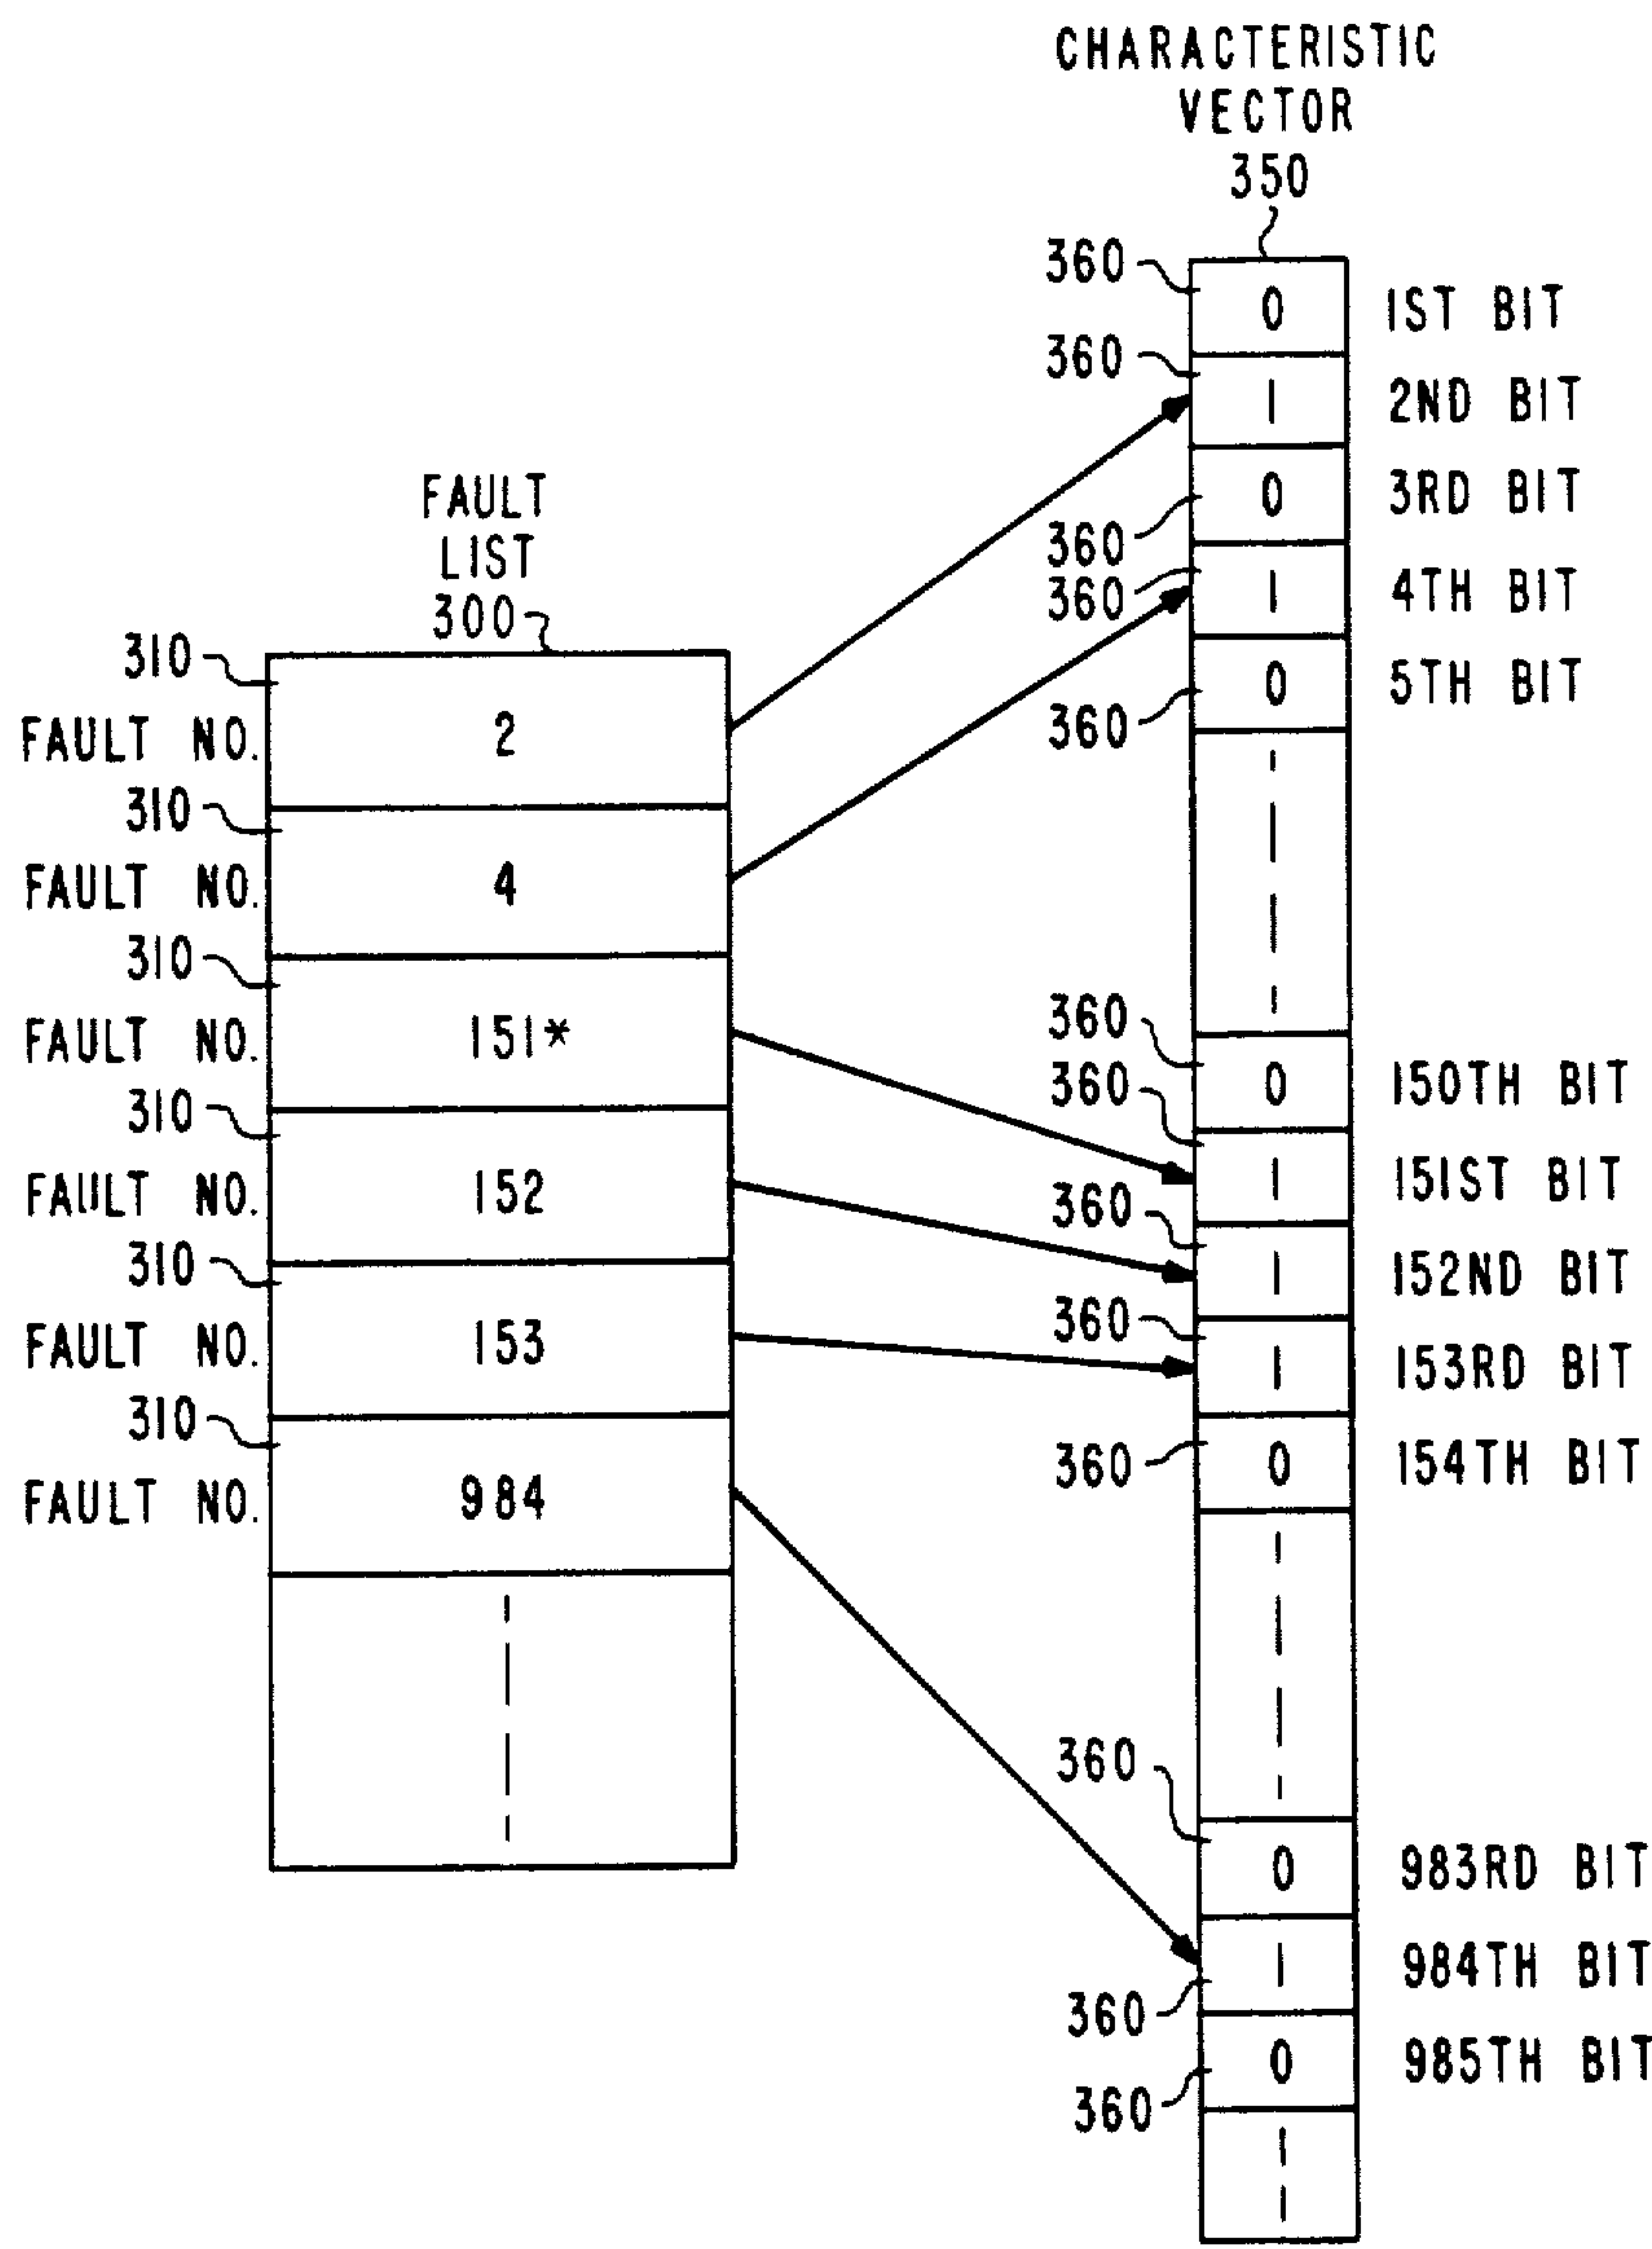 CHARACTERISTIC
VECTOR
350
360
0 1ST BIT
360
1 2ND BIT
0 3RD BIT
360
360
1 4TH BIT
0 5TH BIT
360
360
0 150TH BIT
360
1 151ST BIT
360
1 152ND BIT
360
1 153RD BIT
360
0 154TH BIT
360
0 983RD BIT
1 984TH BIT
360
0 985TH BIT
360
FAULT
LIST
300
310
FAULT NO. 2
310
FAULT NO. 4
310
FAULT NO. 151*
310
FAULT NO. 152
310
FAULT NO. 153
310
FAULT NO. 984